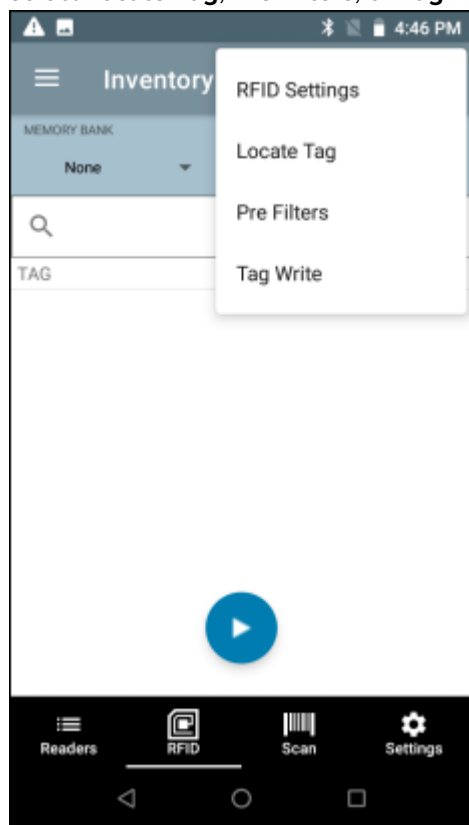 4:46 PM
Inventory
RFID Settings
MEMORY BANK
Locate Tag
None
Pre Filters
TAG
Tag Write
Readers
RFID
Scan
Settings